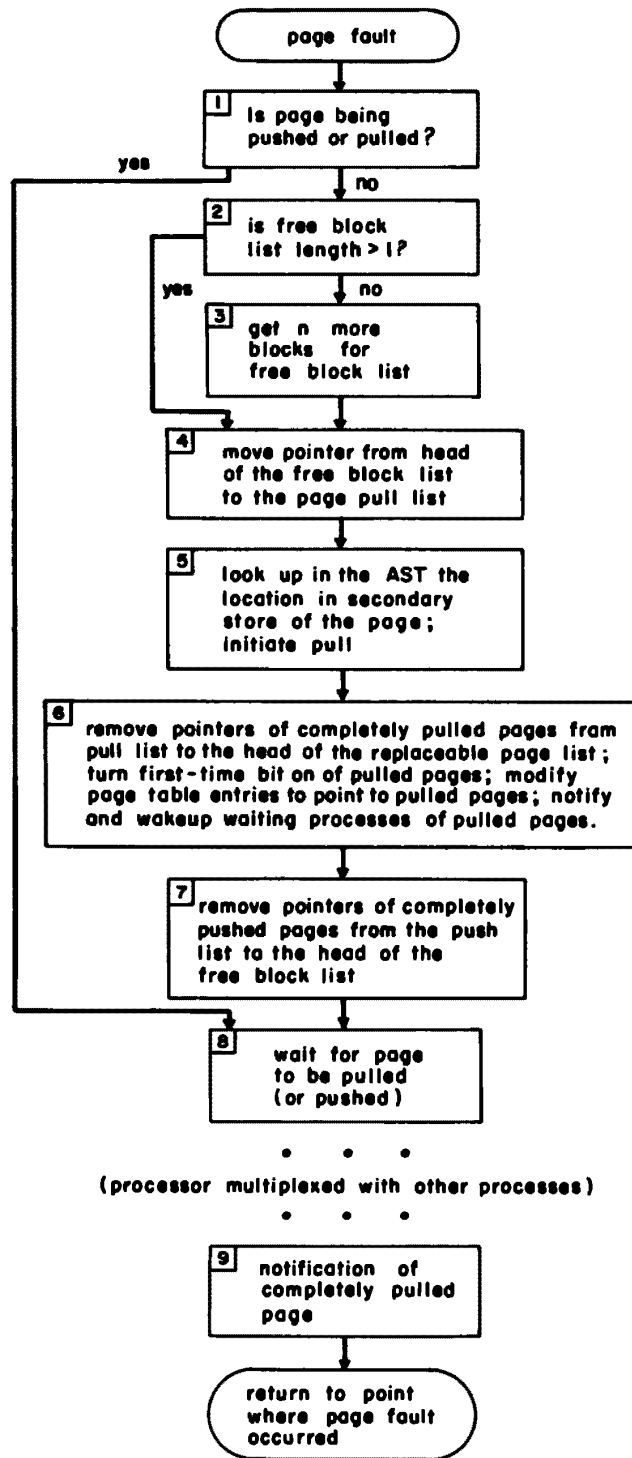 page fault
1
Is page being
pushed or pulled?
yes
no
2
is free block
list length > 1?
yes
no
3
get n more
blocks for
free block list
4
move pointer from head
of the free block list
to the page pull list
5
look up in the AST the
location in secondary
store of the page;
initiate pull
6
remove pointers of completely pulled pages fram
pull list to the head of the replaceable page list;
turn first-time bit on of pulled pages; modify
page table entries to point to pulled pages; notify
and wakeup waiting processes of pulled pages.
7
remove pointers of completely
pushed pages from the push
list to the head of the
free block list
8
wait for page
to be pulled
(or pushed)
(processor multiplexed with other processes)
9
notification of
completely pulled
page
return to point
where page fault
occurred